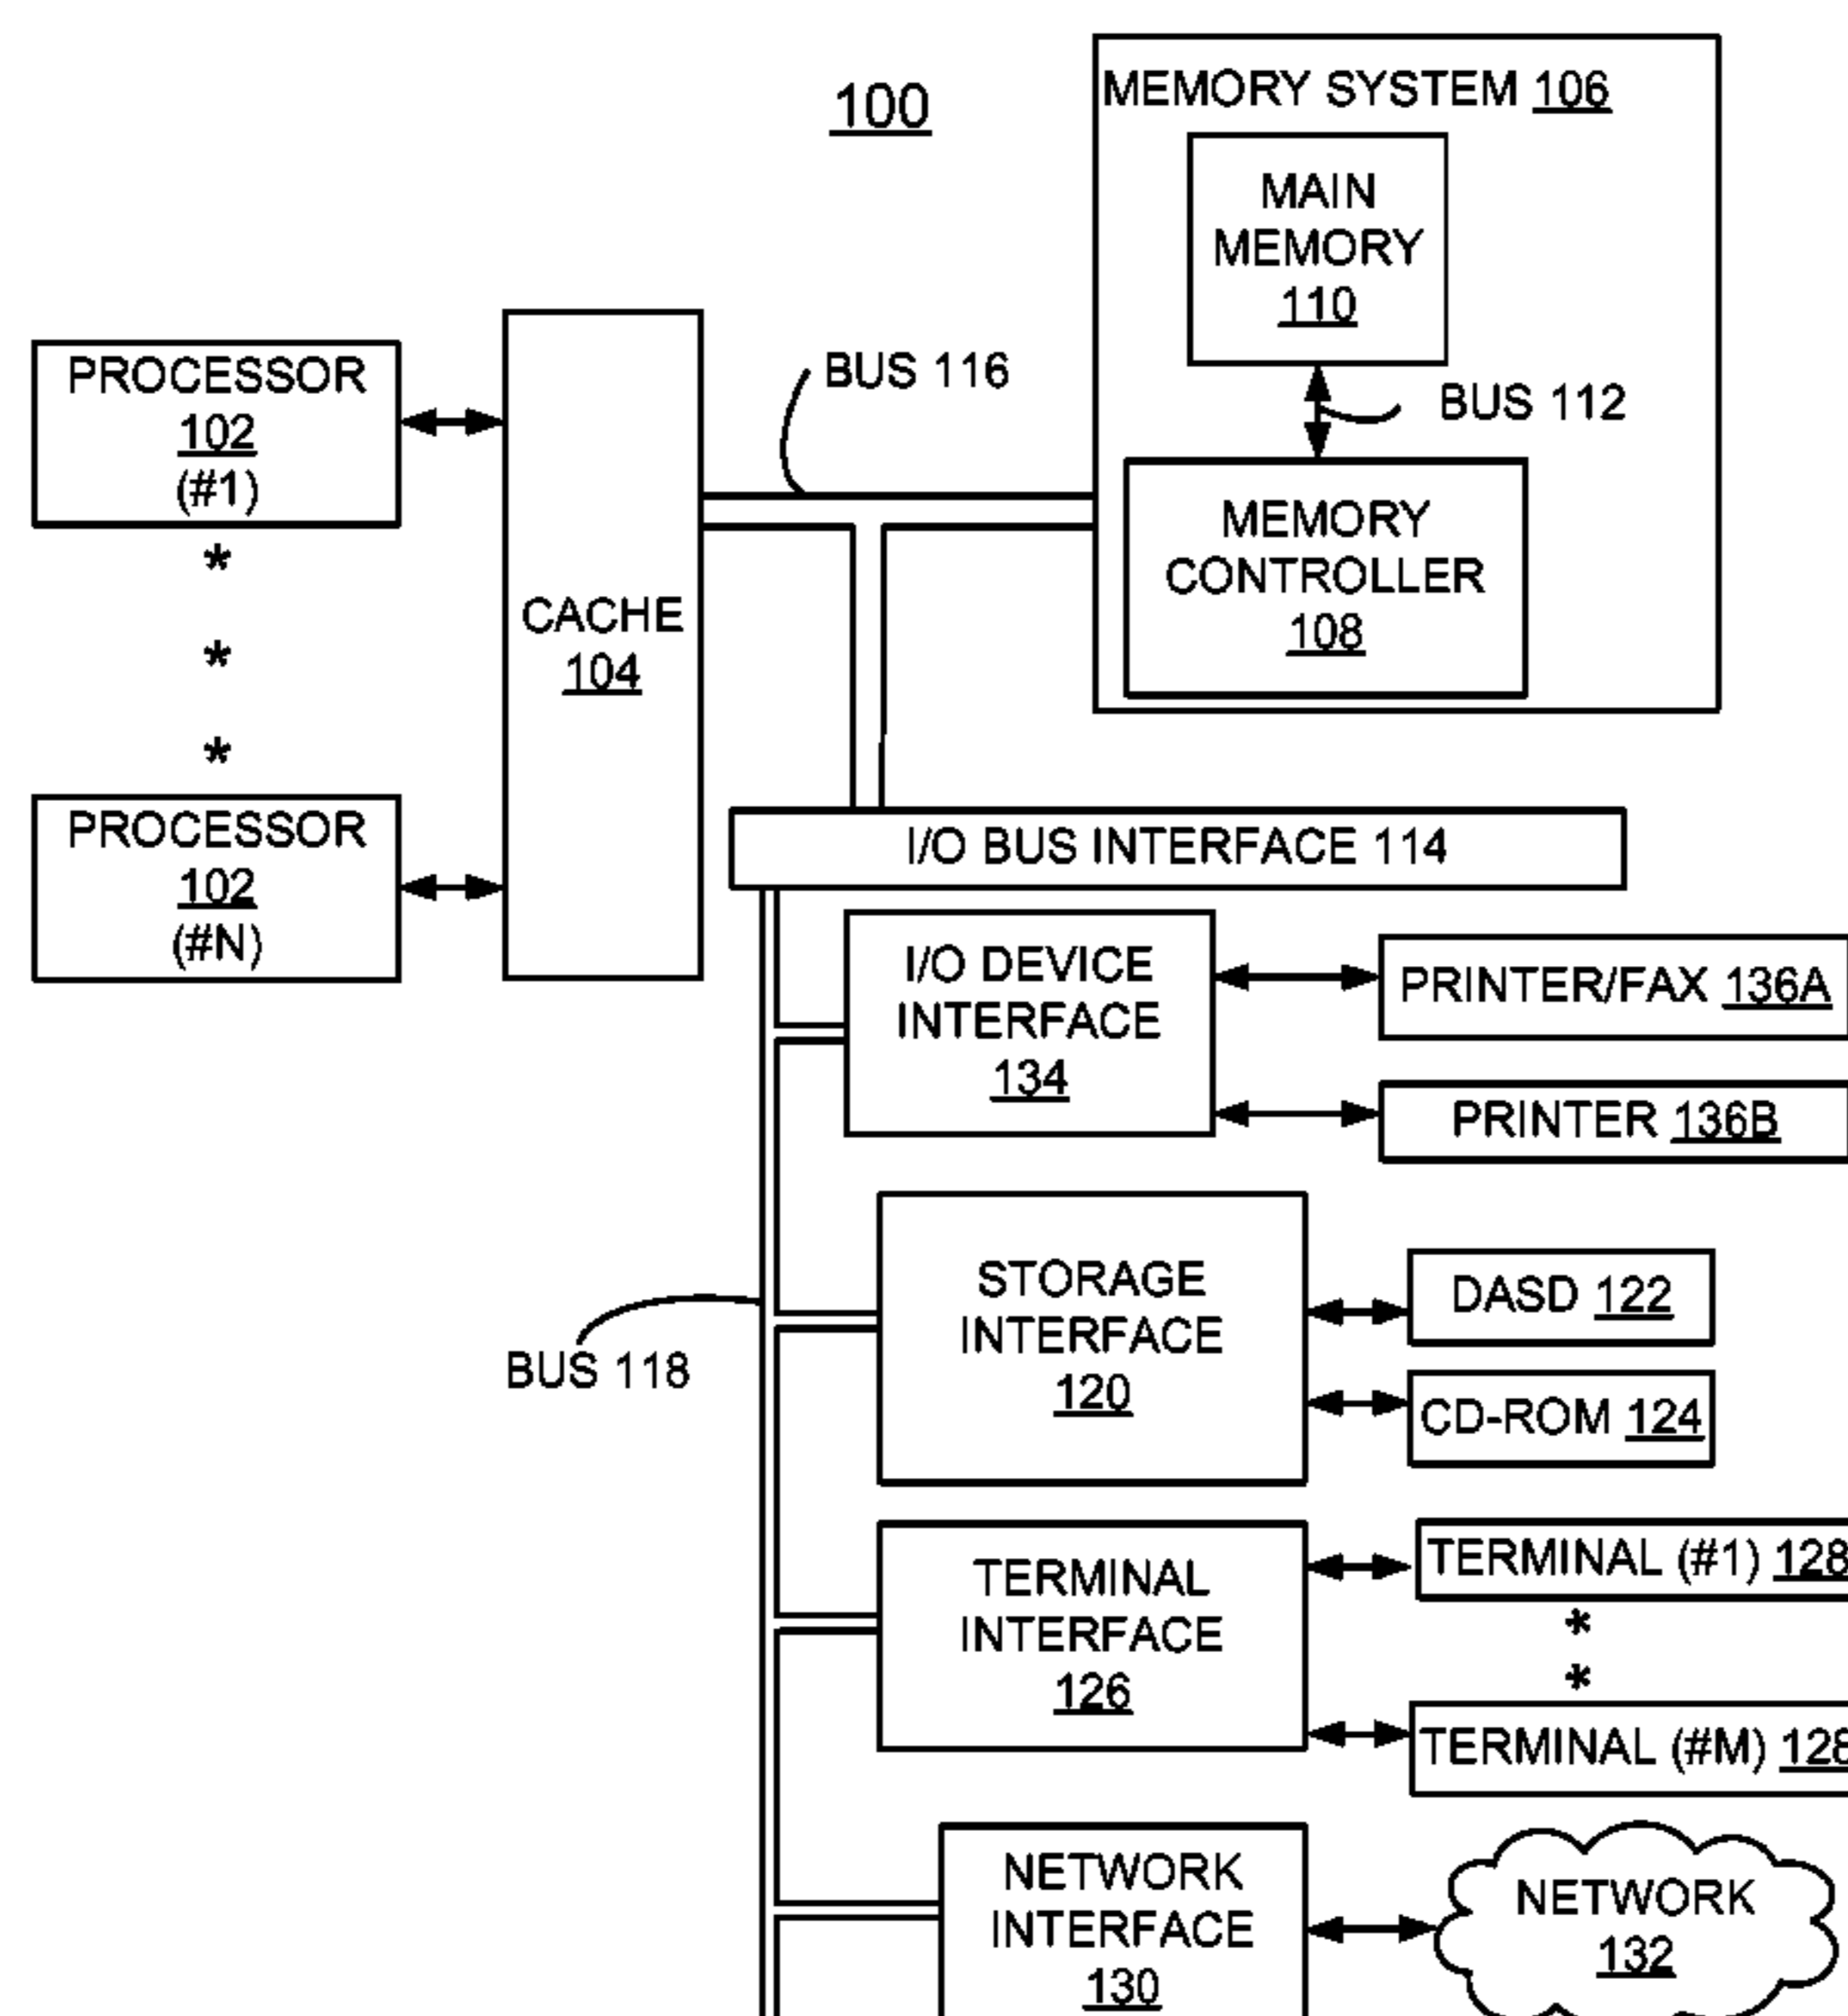 100
MEMORY SYSTEM 106
MAIN
MEMORY
110
BUS 112
MEMORY
CONTROLLER
108
BUS 116
PROCESSOR
102
(#1)
*
*
*
PROCESSOR
102
(#N)
CACHE
104
I/O BUS INTERFACE 114
I/O DEVICE
INTERFACE
134
PRINTER/FAX 136A
PRINTER 136B
STORAGE
INTERFACE
120
DASD 122
CD-ROM 124
BUS 118
TERMINAL
INTERFACE
126
TERMINAL (#1) 128
*
*
TERMINAL (#M) 128
NETWORK
INTERFACE
130
NETWORK
132